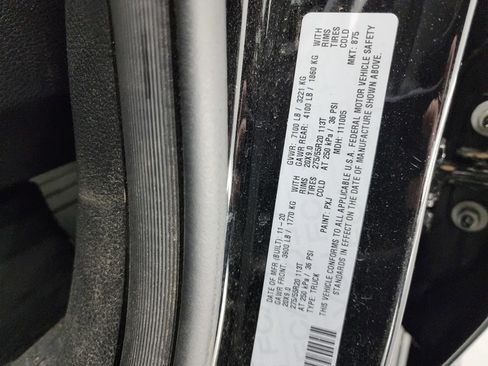 DATE OF MFR (BUILT): 11-20 GVWR: 7100 LB / 3221 KG
GAWR FRONT: 3900 LB / 1770 KG WITH GAWR REAR: 4100 LB / 1860 KG WITH
20X9.0 RIMS 20X9.0 RIMS
275/55R20 113T TIRES 275/55R20 113T TIRES
AT 250 kPa / 36 PSI COLD AT 250 kPa / 36 PSI COLD
TYPE: TRUCK PAINT: PXJ MDH: 111005 MKT: 875
THIS VEHICLE CONFORMS TO ALL APPLICABLE U.S.A. FEDERAL MOTOR VEHICLE SAFETY
STANDARDS IN EFFECT ON THE DATE OF MANUFACTURE SHOWN ABOVE.